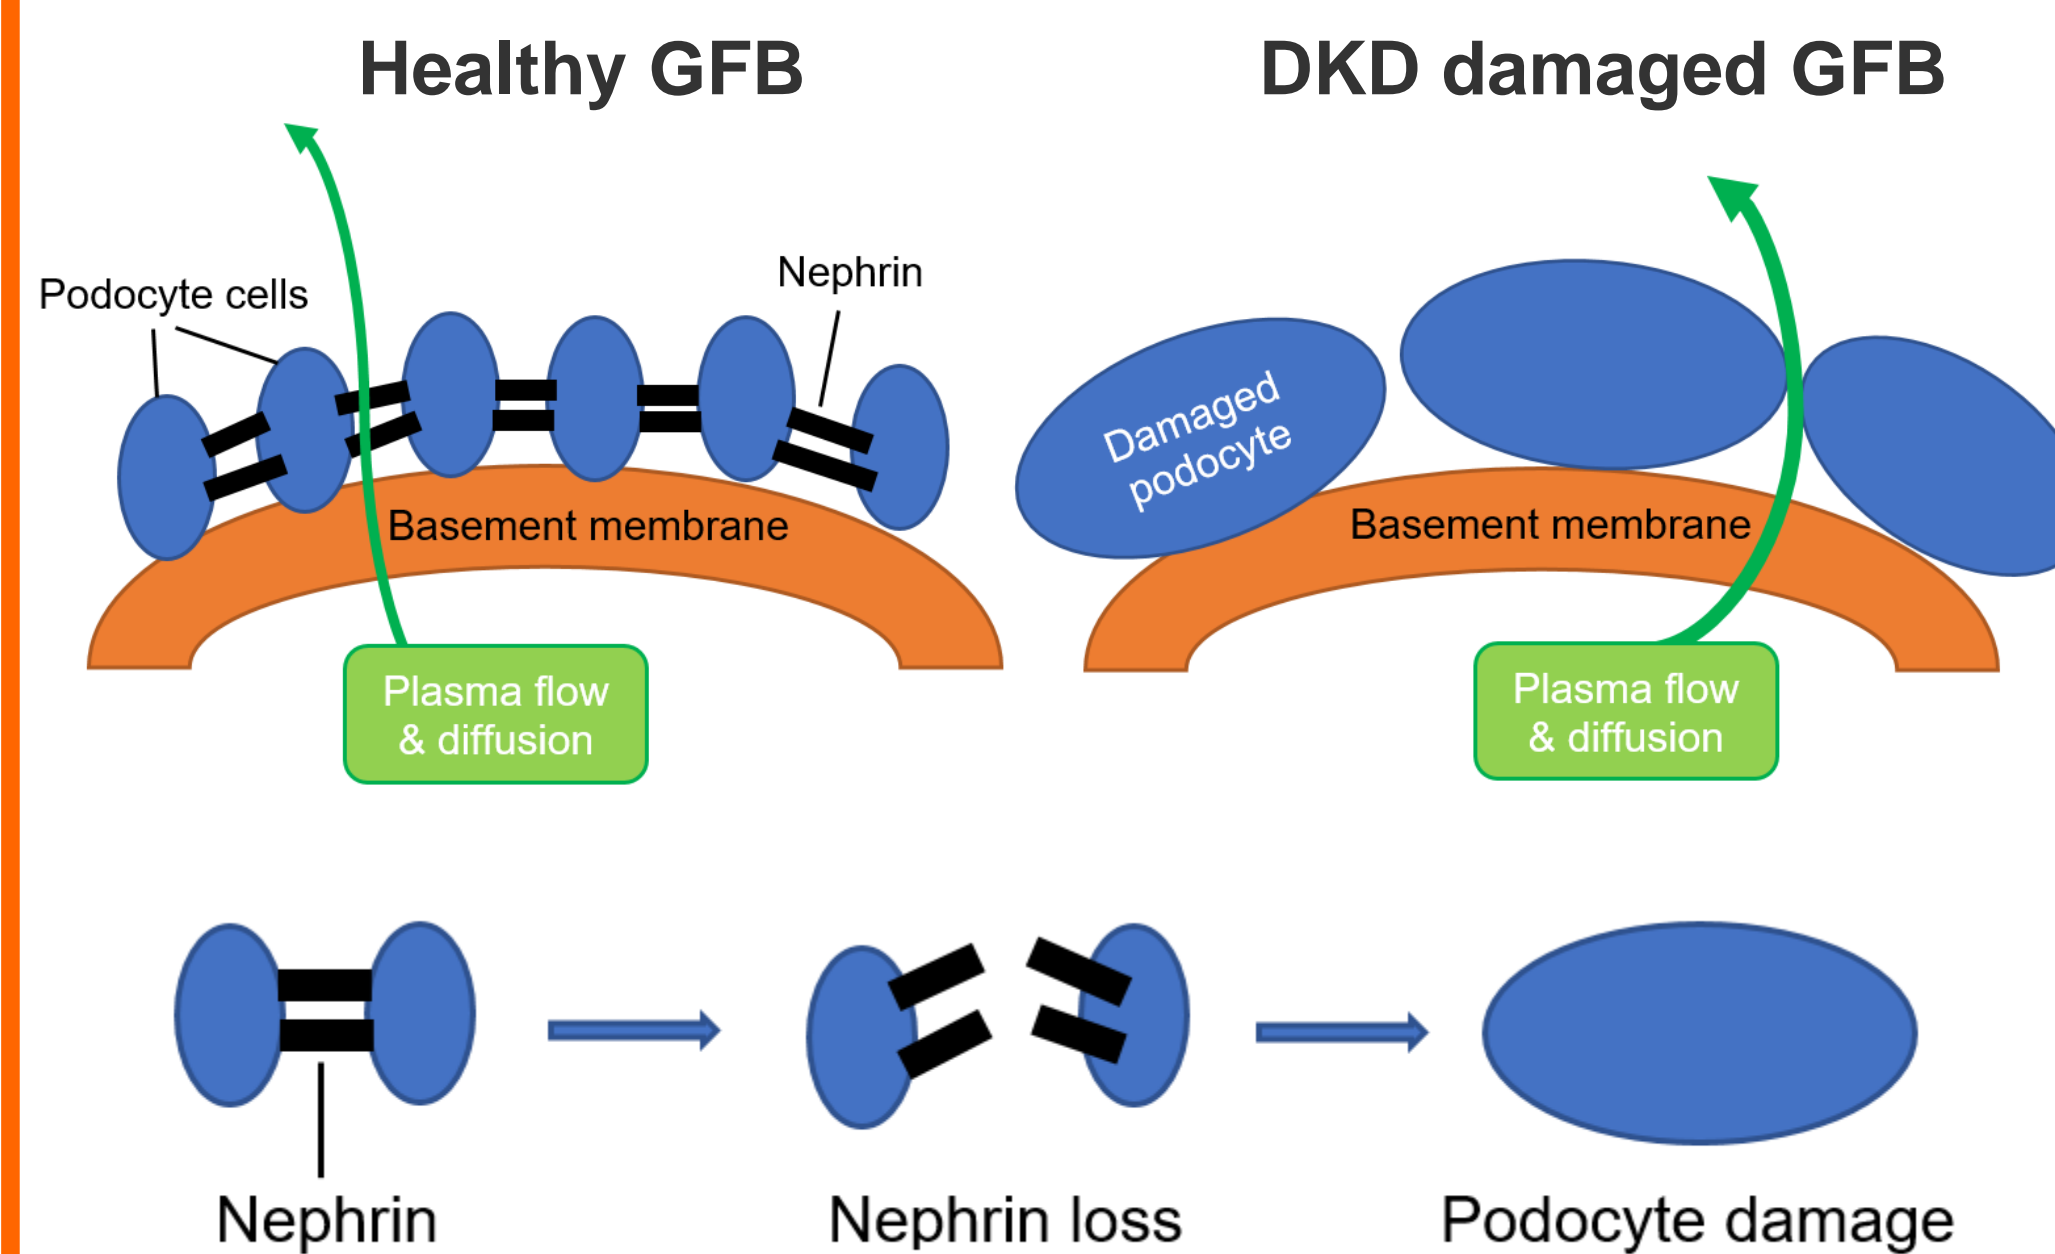 Healthy GFB
DKD damaged GFB
Podocyte cells
Nephrin
Damaged
podocyte
Basement membrane
Basement membrane
Plasma flow
& diffusion
Plasma flow
& diffusion
Nephrin
Nephrin loss
Podocyte damage